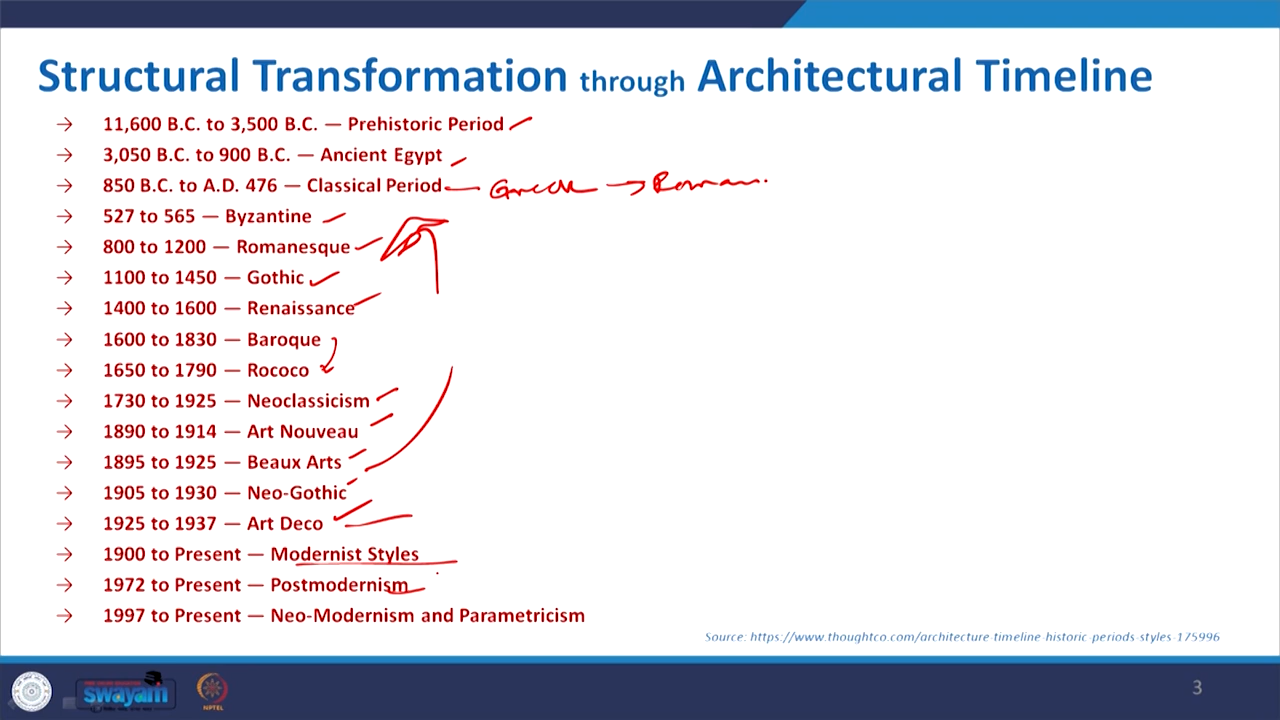 Structural Transformation through Architectural Timeline
→ 11,600 B.C. to 3,500 B.C. — Prehistoric Period
→ 3,050 B.C. to 900 B.C. — Ancient Egypt
→ 850 B.C. to A.D. 476 — Classical Period — Greek → Roman.
→ 527 to 565 — Byzantine
→ 800 to 1200 — Romanesque
→ 1100 to 1450 — Gothic
→ 1400 to 1600 — Renaissance
→ 1600 to 1830 — Baroque
→ 1650 to 1790 — Rococo
→ 1730 to 1925 — Neoclassicism
→ 1890 to 1914 — Art Nouveau
→ 1895 to 1925 — Beaux Arts
→ 1905 to 1930 — Neo-Gothic
→ 1925 to 1937 — Art Deco
→ 1900 to Present — Modernist Styles
→ 1972 to Present — Postmodernism
→ 1997 to Present — Neo-Modernism and Parametricism
Source: https://www.thoughtco.com/architecture-timeline-historic-periods-styles-175996
swayam
NPTEL
3